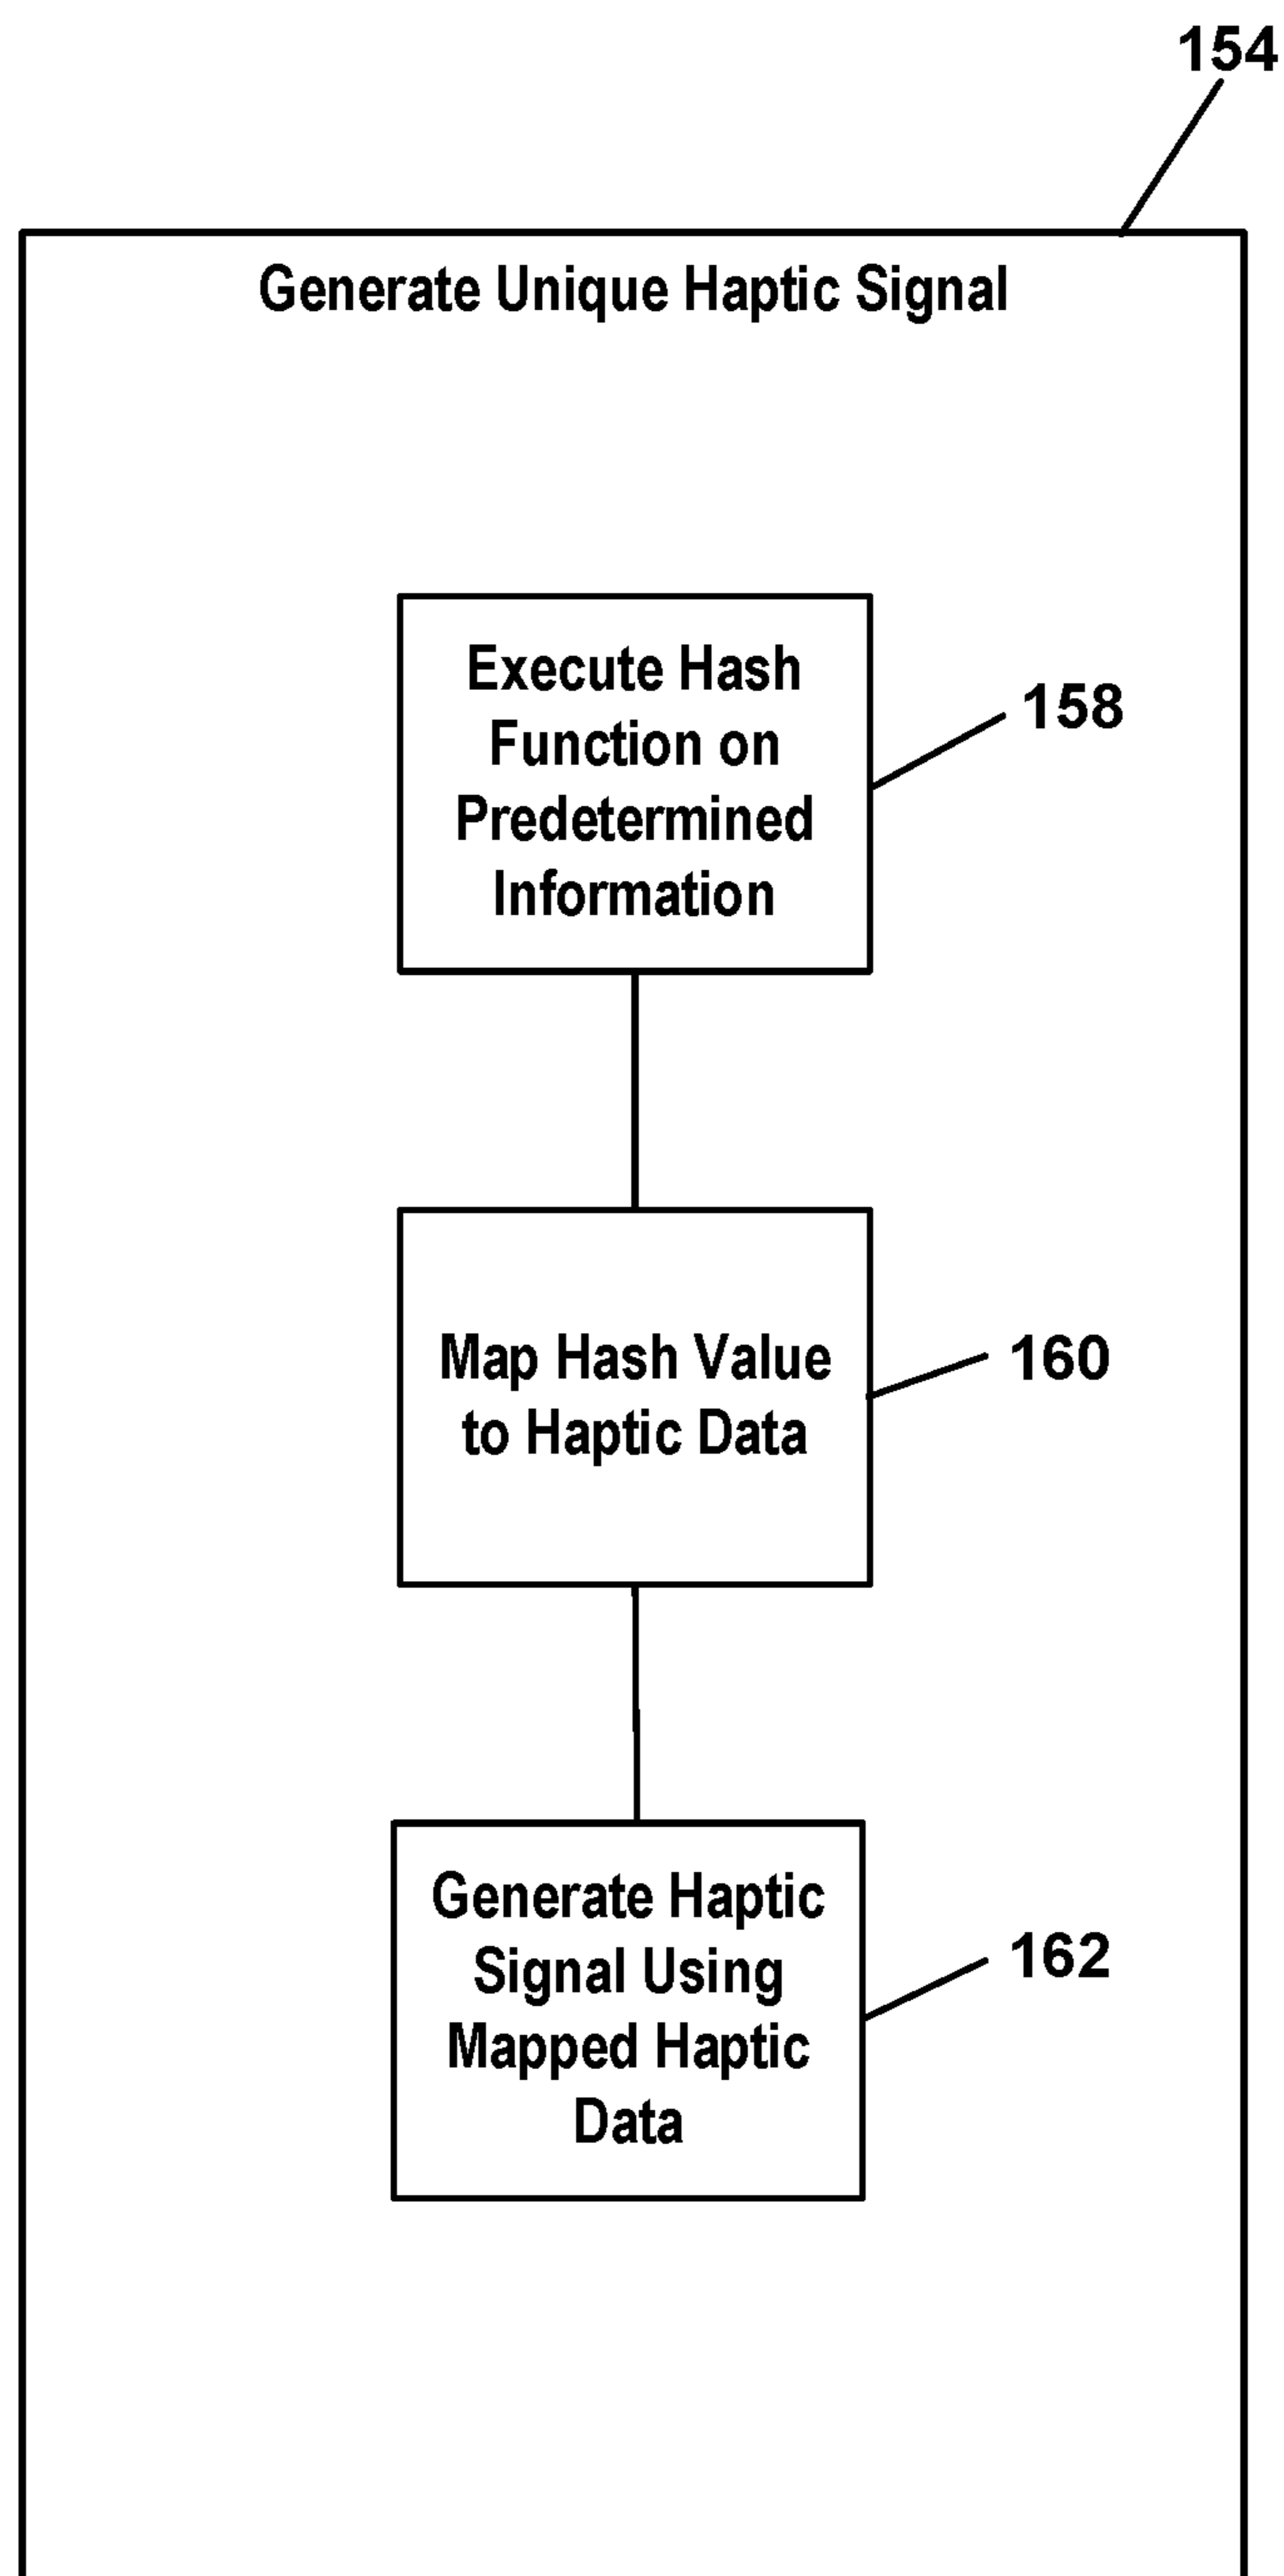 154
Generate Unique Haptic Signal
Execute Hash
Function on
Predetermined
Information
158
Map Hash Value
to Haptic Data
160
Generate Haptic
Signal Using
Mapped Haptic
Data
162